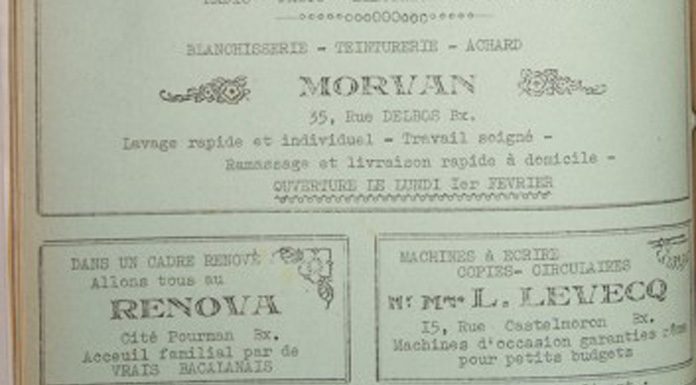 BLANCHISSERIE - TEINTURERIE - ACHARD
MORVAN
35, Rue DELBOS Bx.
Lavage rapide et individuel - Travail soigné -
Ramassage et livraison rapide à domicile -
OUVERTURE LE LUNDI Ier FEVRIER
DANS UN CADRE RENOVÉ
Allons tous au
RENOVA
Cité Pourman Bx.
Acceuil familial par de
VRAIS BACALANAIS
MACHINES À ECRIRE
COPIES- CIRCULAIRES
Mr Mme L. LEVECQ
I5, Rue Castelmoron Bx.
Machines d'occasion garanties
pour petits budgets